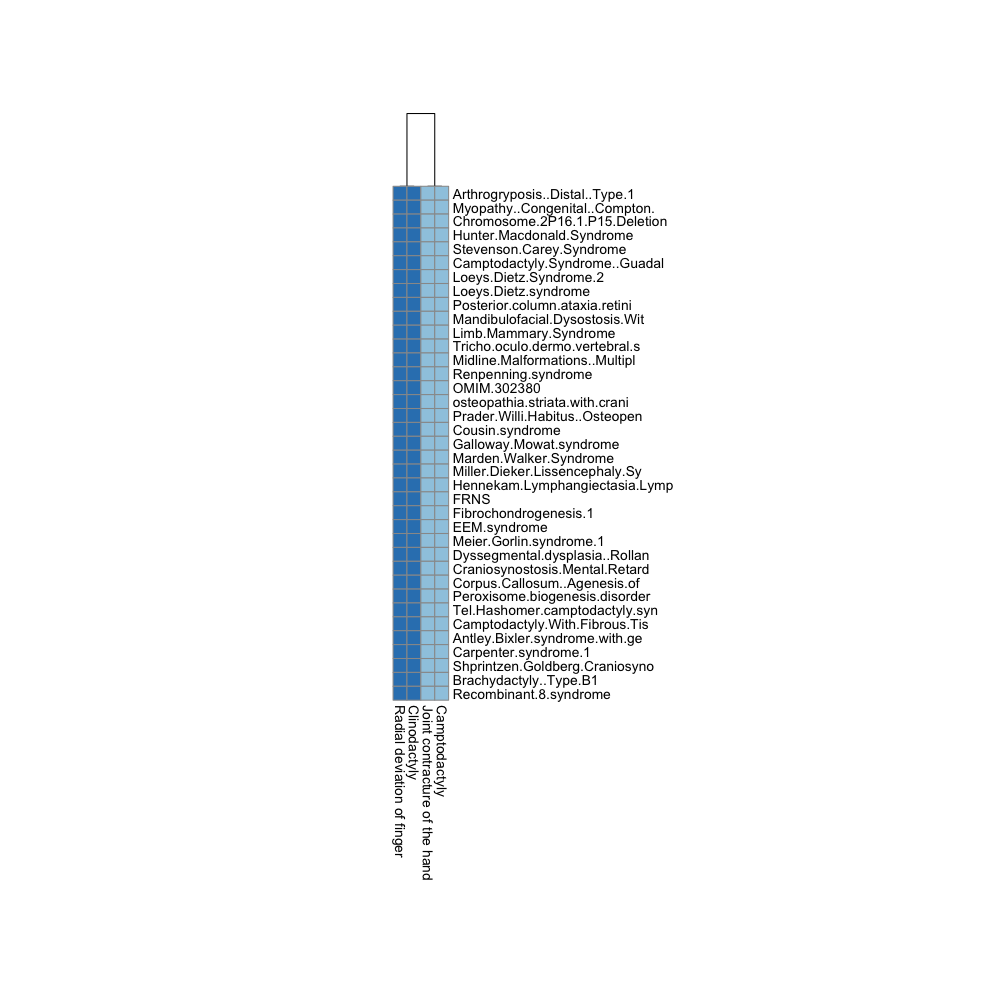 Arthrogryposis..Distal..Type.1
Myopathy..Congenital..Compton.
Chromosome.2P16.1.P15.Deletion
Hunter.Macdonald.Syndrome
Stevenson.Carey.Syndrome
Camptodactyly.Syndrome..Guadal
Loeys.Dietz.Syndrome.2
Loeys.Dietz.syndrome
Posterior.column.ataxia.retini
Mandibulofacial.Dysostosis.Wit
Limb.Mammary.Syndrome
Tricho.oculo.dermo.vertebral.s
Midline.Malformations..Multipl
Renpenning.syndrome
OMIM.302380
osteopathia.striata.with.crani
Prader.Willi.Habitus..Osteopen
Cousin.syndrome
Galloway.Mowat.syndrome
Marden.Walker.Syndrome
Miller.Dieker.Lissencephaly.Sy
Hennekam.Lymphangiectasia.Lymp
FRNS
Fibrochondrogenesis.1
EEM.syndrome
Meier.Gorlin.syndrome.1
Dyssegmental.dysplasia..Rollan
Craniosynostosis.Mental.Retard
Corpus.Callosum..Agenesis.of
Peroxisome.biogenesis.disorder
Tel.Hashomer.camptodactyly.syn
Camptodactyly.With.Fibrous.Tis
Antley.Bixler.syndrome.with.ge
Carpenter.syndrome.1
Shprintzen.Goldberg.Craniosyno
Brachydactyly..Type.B1
Recombinant.8.syndrome
Radial deviation of finger
Clinodactyly
Joint contracture of the hand
Camptodactyly